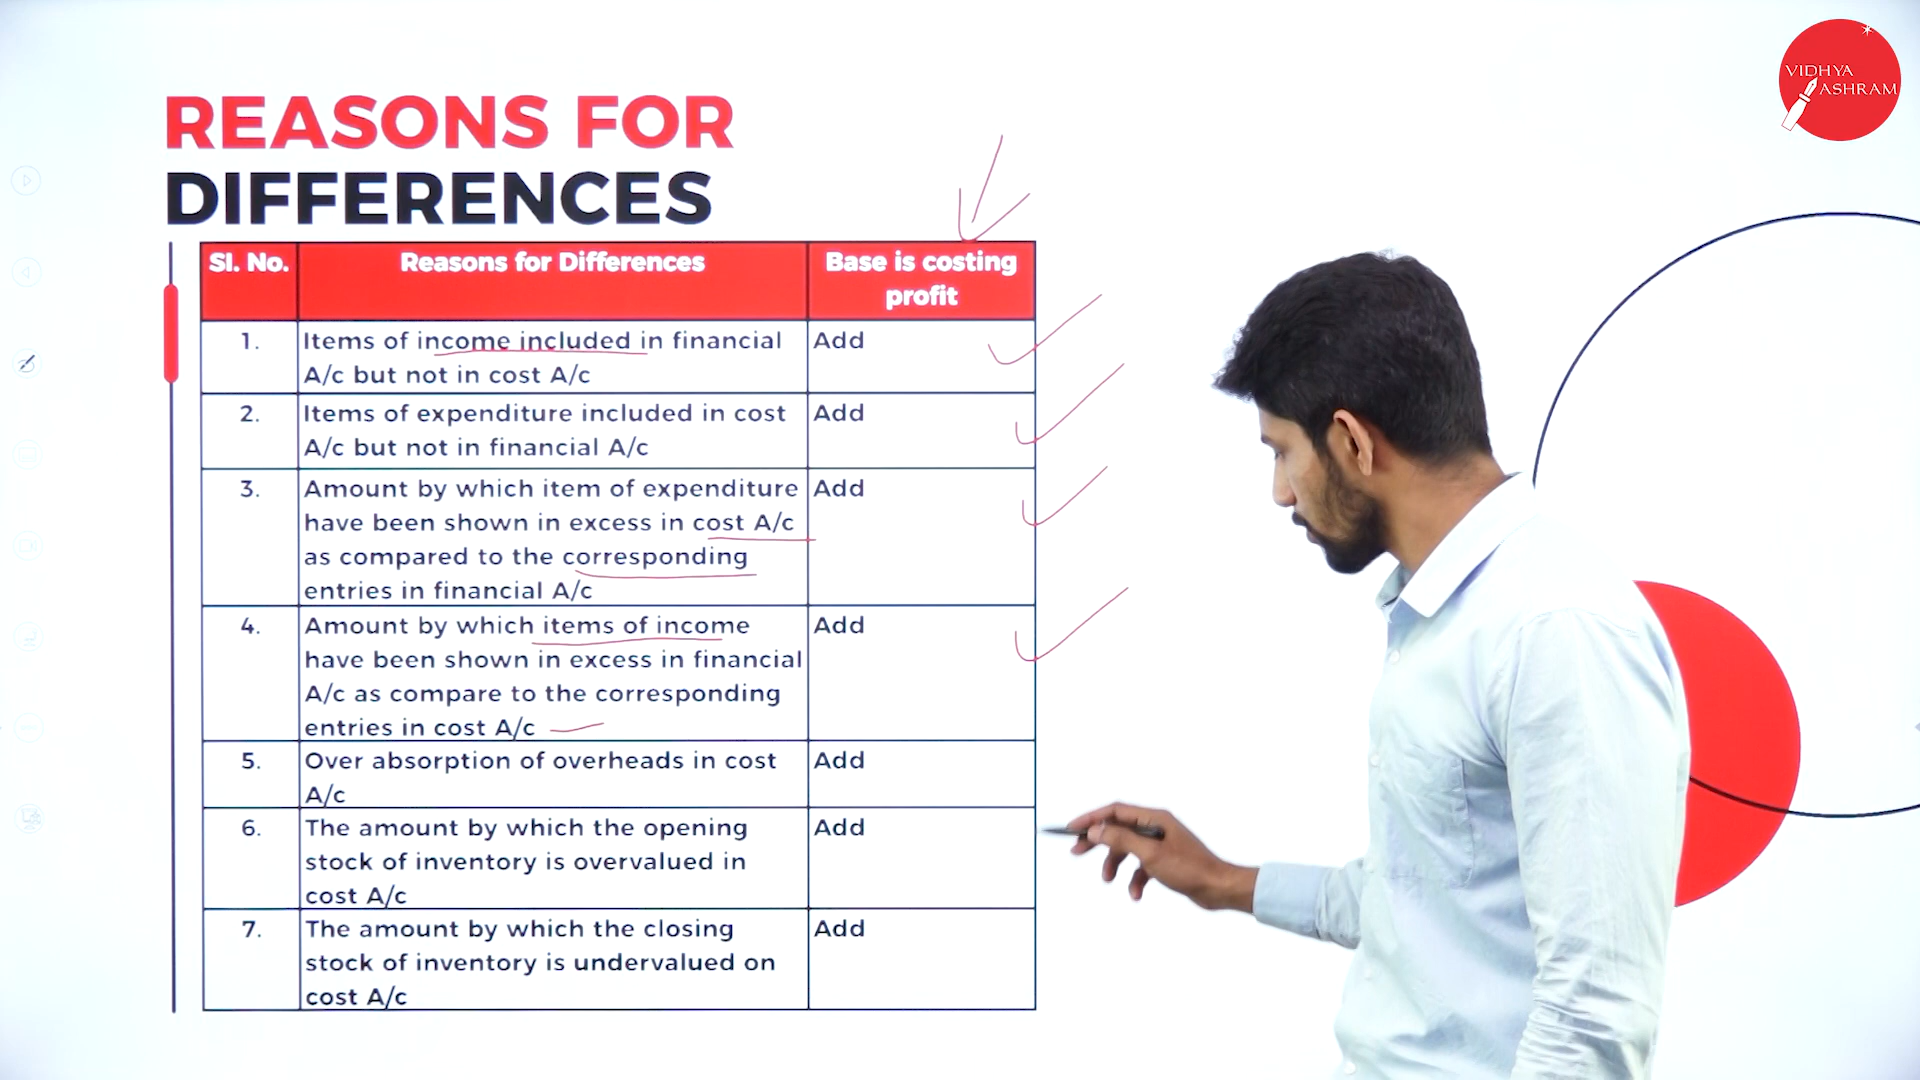 VIDHYA
ASHRAM
REASONS FOR
DIFFERENCES
Sl. No. Reasons for Differences Base is costing
profit
1. Items of income included in financial Add
A/c but not in cost A/c
2. Items of expenditure included in cost Add
A/c but not in financial A/c
3. Amount by which item of expenditure Add
have been shown in excess in cost A/c
as compared to the corresponding
entries in financial A/c
4. Amount by which items of income Add
have been shown in excess in financial
A/c as compare to the corresponding
entries in cost A/c
5. Over absorption of overheads in cost Add
A/c
6. The amount by which the opening Add
stock of inventory is overvalued in
cost A/c
7. The amount by which the closing Add
stock of inventory is undervalued on
cost A/c